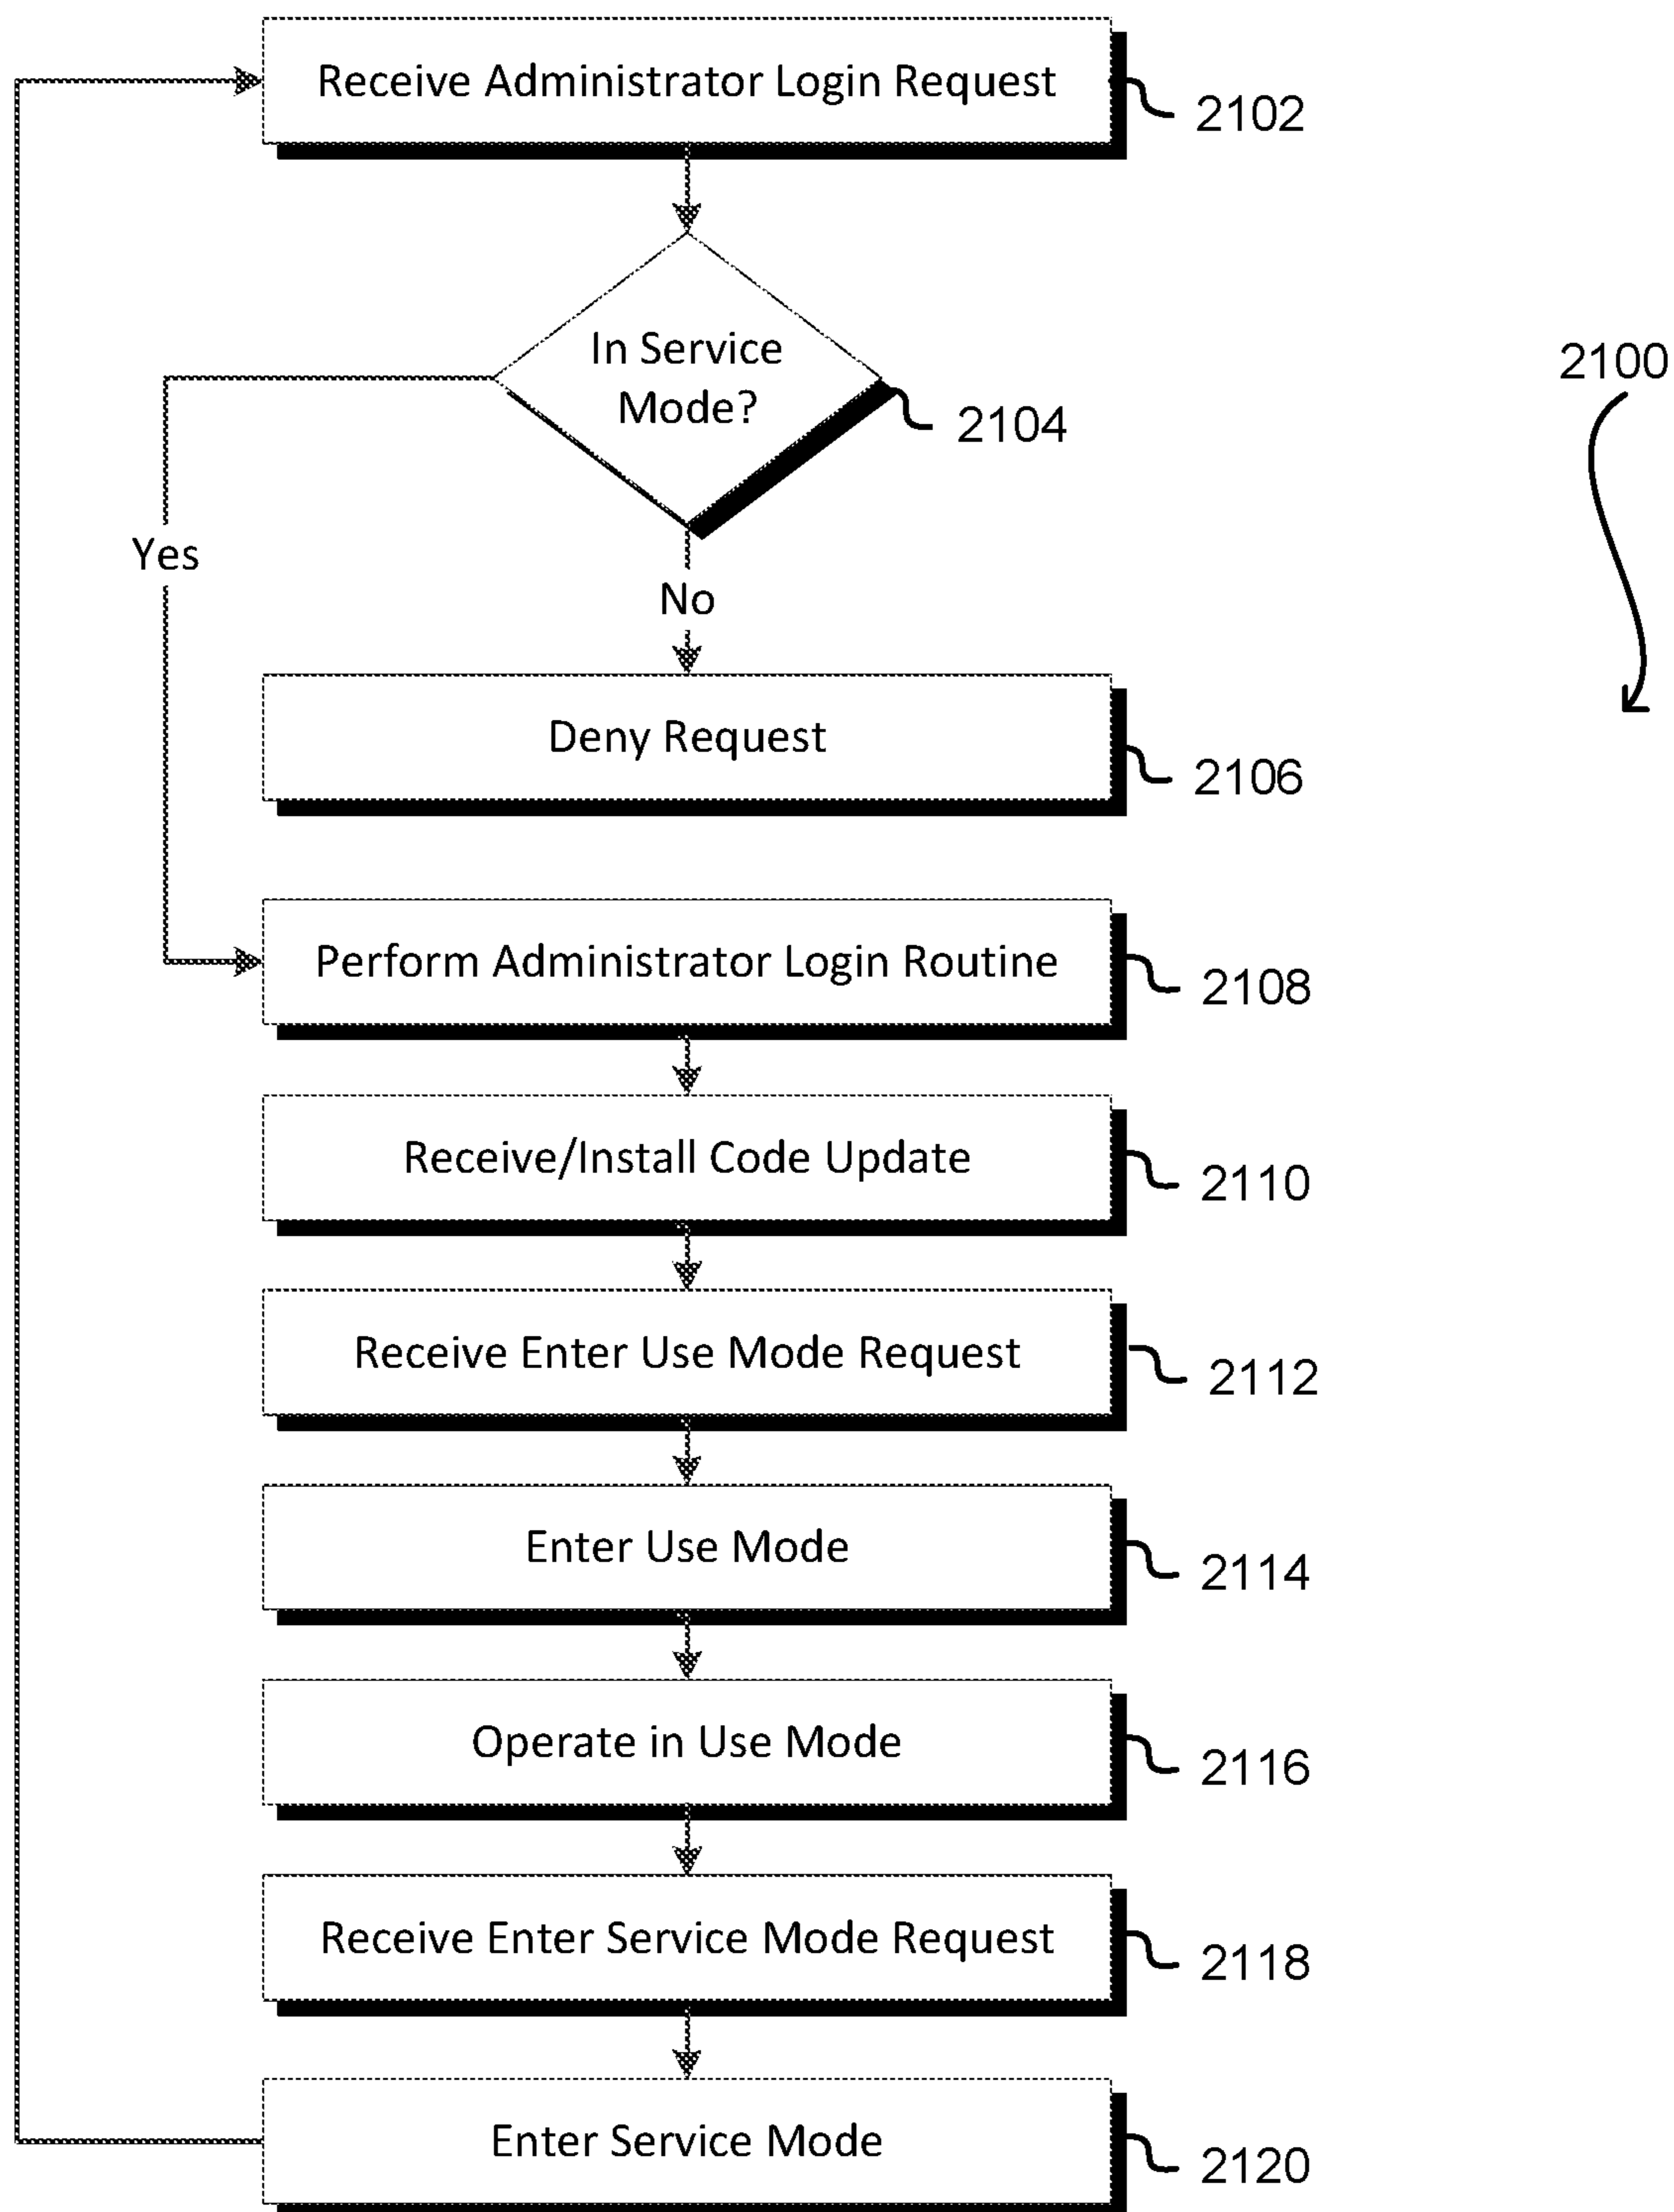 Receive Administrator Login Request
2102
In Service
Mode?
2104
2100
Yes
No
Deny Request
2106
Perform Administrator Login Routine
2108
Receive/Install Code Update
2110
Receive Enter Use Mode Request
2112
Enter Use Mode
2114
Operate in Use Mode
2116
Receive Enter Service Mode Request
2118
Enter Service Mode
2120